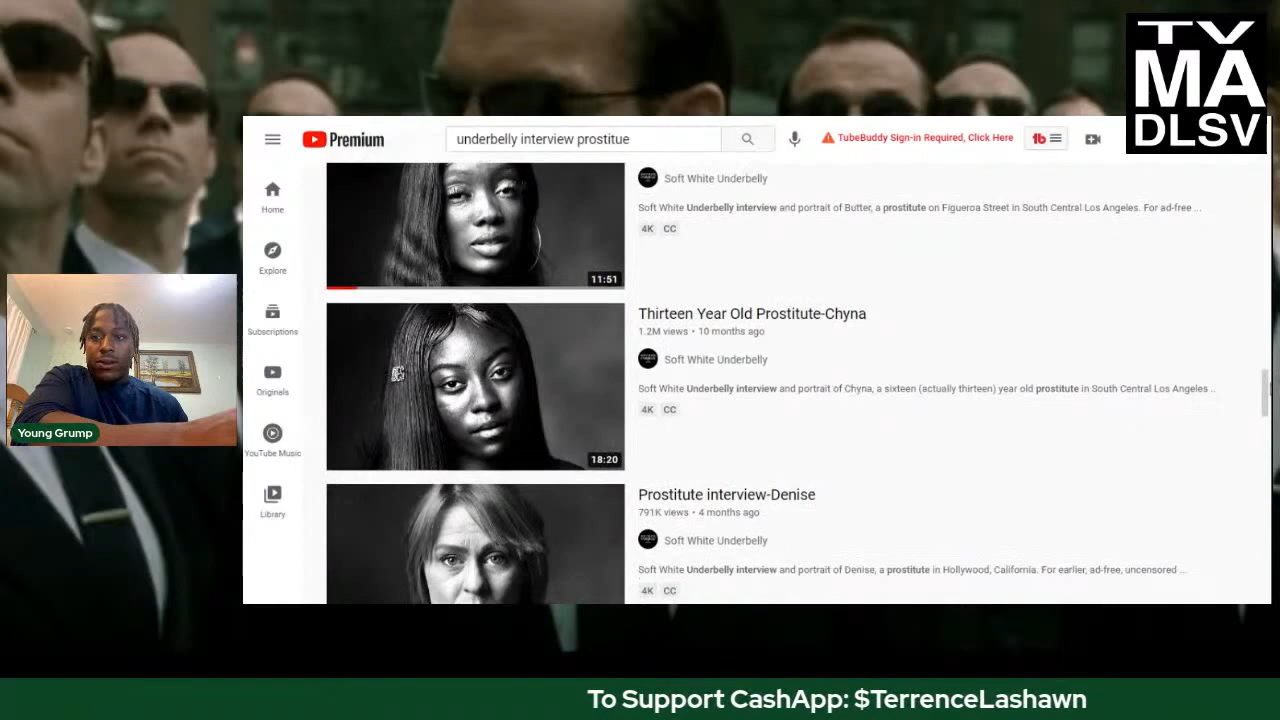 TV
MA
DLSV
Premium
underbelly interview prostitue
TubeBuddy Sign-in Required, Click Here
tb
Home
Explore
Subscriptions
Originals
YouTube Music
Library
Soft White Underbelly
Soft White Underbelly interview and portrait of Butter, a prostitute on Figueroa Street in South Central Los Angeles. For ad-free ...
4K CC
11:51
Thirteen Year Old Prostitute-Chyna
1.2M views • 10 months ago
Soft White Underbelly
Soft White Underbelly interview and portrait of Chyna, a sixteen (actually thirteen) year old prostitute in South Central Los Angeles ..
4K CC
18:20
Prostitute interview-Denise
791K views • 4 months ago
Soft White Underbelly
Soft White Underbelly interview and portrait of Denise, a prostitute in Hollywood, California. For earlier, ad-free, uncensored ...
4K CC
Young Grump
To Support CashApp: $TerrenceLashawn